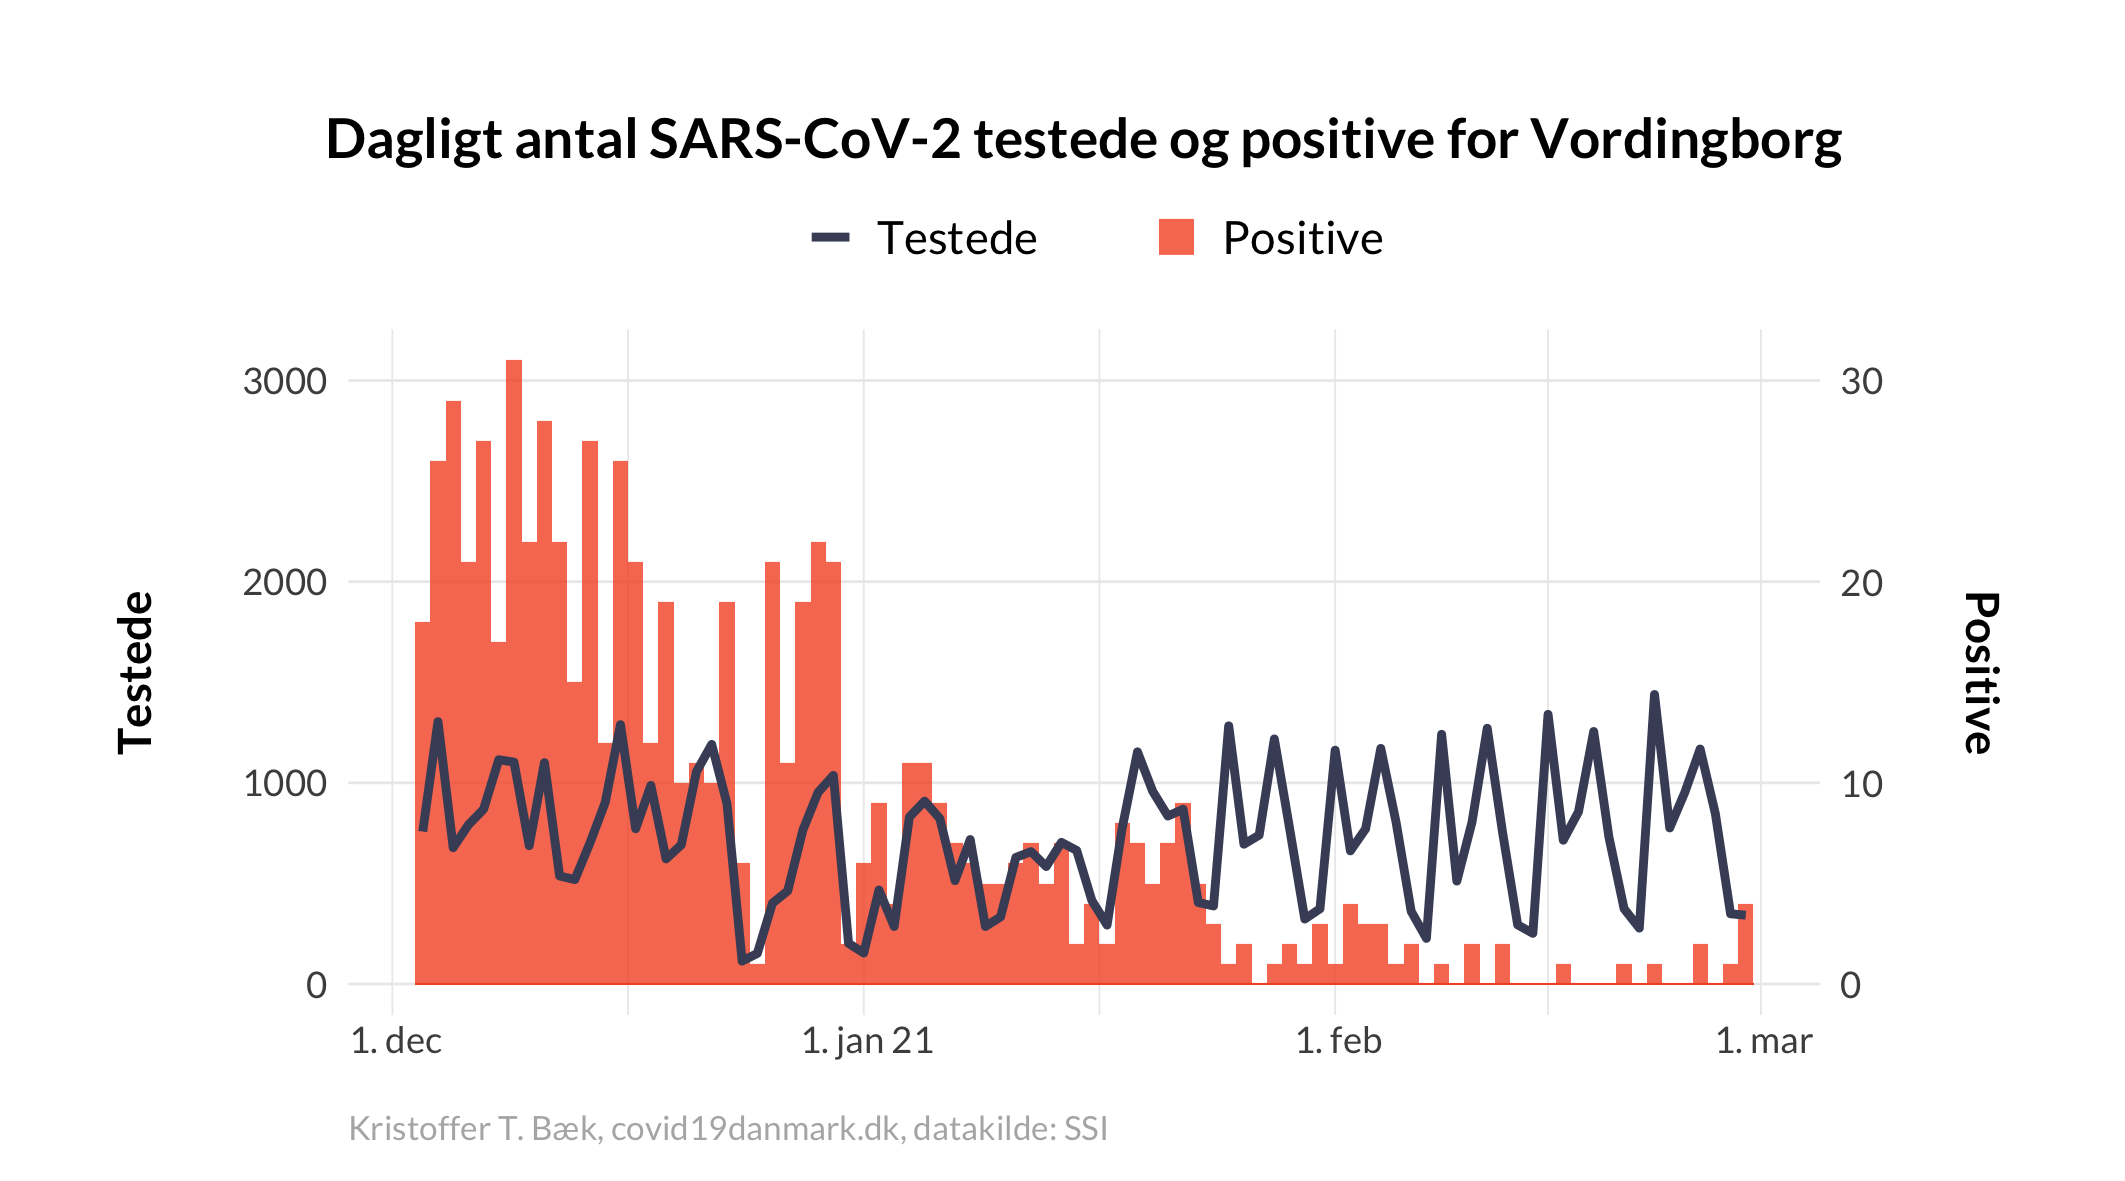 Dagligt antal SARS-CoV-2 testede og positive for Vordingborg
Testede
Positive
3000
2000
1000
0
30
20
10
0
Testede
Positive
1. dec
1. jan 21
1. feb
1. mar
Kristoffer T. Bæk, covid19danmark.dk, datakilde: SSI